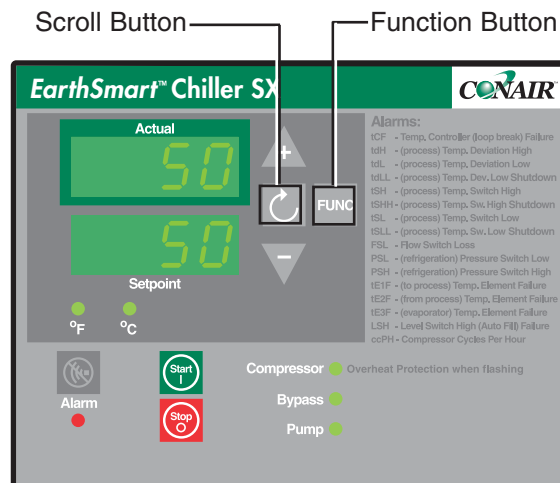 Scroll Button
Function Button
EarthSmart™ Chiller SX
CONAIR
Actual
50
+
FUNC
50
−
Setpoint
°F
°C
Alarms:
tCF - Temp. Controller (loop break) Failure
tdH - (process) Temp. Deviation High
tdL - (process) Temp. Deviation Low
tdLL - (process) Temp. Dev. Low Shutdown
tSH - (process) Temp. Switch High
tSHH - (process) Temp. Sw. High Shutdown
tSL - (process) Temp. Switch Low
tSLL - (process) Temp. Sw. Low Shutdown
FSL - Flow Switch Loss
PSL - (refrigeration) Pressure Switch Low
PSH - (refrigeration) Pressure Switch High
tE1F - (to process) Temp. Element Failure
tE2F - (from process) Temp. Element Failure
tE3F - (evaporator) Temp. Element Failure
LSH - Level Switch High (Auto Fill) Failure
ccPH - Compressor Cycles Per Hour
Alarm
Start
I
Stop
O
Compressor
Overheat Protection when flashing
Bypass
Pump